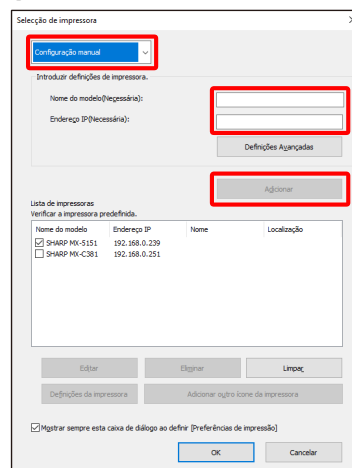 Selecção de impressora
Configuração manual
Introduzir definições de impressora.
Nome do modelo(Necessária):
Endereço IP(Necessária):
Definições Avançadas
Adicionar
Lista de impressoras
Verificar a impressora predefinida.
Nome do modelo Endereço IP Nome Localização
SHARP MX-5151 192.168.0.239
SHARP MX-C381 192.168.0.251
Editar Eliminar Limpar
Definições da impressora Adicionar outro ícone da impressora
Mostrar sempre esta caixa de diálogo ao definir [Preferências de impressão]
OK Cancelar